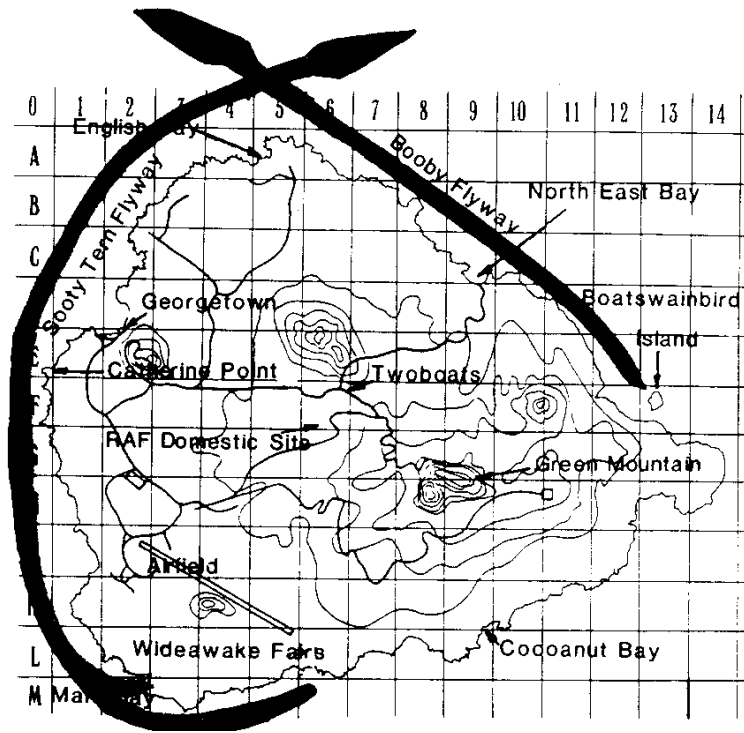 0 1 2 3 4 5 6 7 8 9 10 11 12 13 14
English Bay
A
Booby Flyway
B
North East Bay
C
Sooty Tern Flyway
Georgetown
Boatswainbird
Island
E
Catherine Point
Twoboats
F
RAF Domestic Site
Green Mountain
Airfield
L
Wideawake Fairs
Cocoanut Bay
M